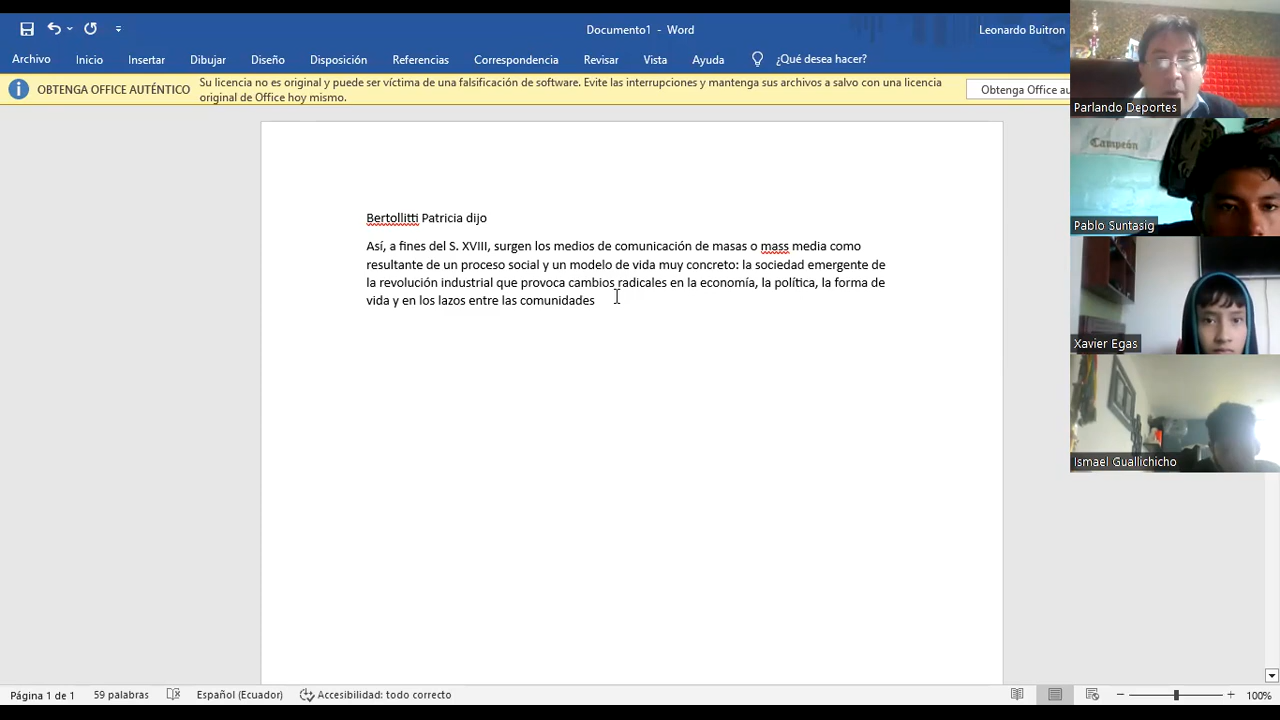 Documento1 - Word
Leonardo Buitron
Archivo
Inicio
Insertar
Dibujar
Diseño
Disposición
Referencias
Correspondencia
Revisar
Vista
Ayuda
¿Qué desea hacer?
OBTENGA OFFICE AUTÉNTICO
Su licencia no es original y puede ser víctima de una falsificación de software. Evite las interrupciones y mantenga sus archivos a salvo con una licencia
original de Office hoy mismo.
Obtenga Office au
Parlando Deportes
Campeón
Pablo Suntasig
Xavier Egas
Ismael Guallichicho
Bertollitti Patricia dijo
Así, a fines del S. XVIII, surgen los medios de comunicación de masas o mass media como
resultante de un proceso social y un modelo de vida muy concreto: la sociedad emergente de
la revolución industrial que provoca cambios radicales en la economía, la política, la forma de
vida y en los lazos entre las comunidades
Página 1 de 1
59 palabras
Español (Ecuador)
Accesibilidad: todo correcto
100%